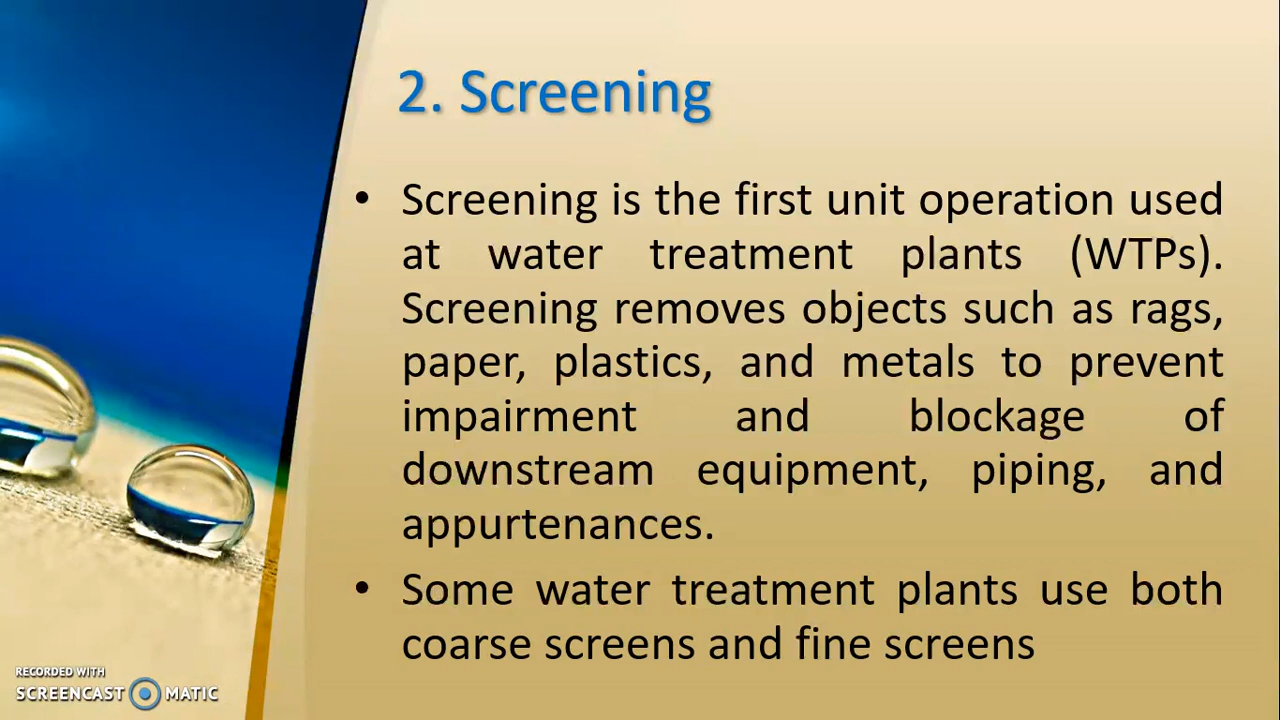 2. Screening
• Screening is the first unit operation used
at water treatment plants (WTPs).
Screening removes objects such as rags,
paper, plastics, and metals to prevent
impairment and blockage of
downstream equipment, piping, and
appurtenances.
• Some water treatment plants use both
coarse screens and fine screens
RECORDED WITH
SCREENCAST MATIC